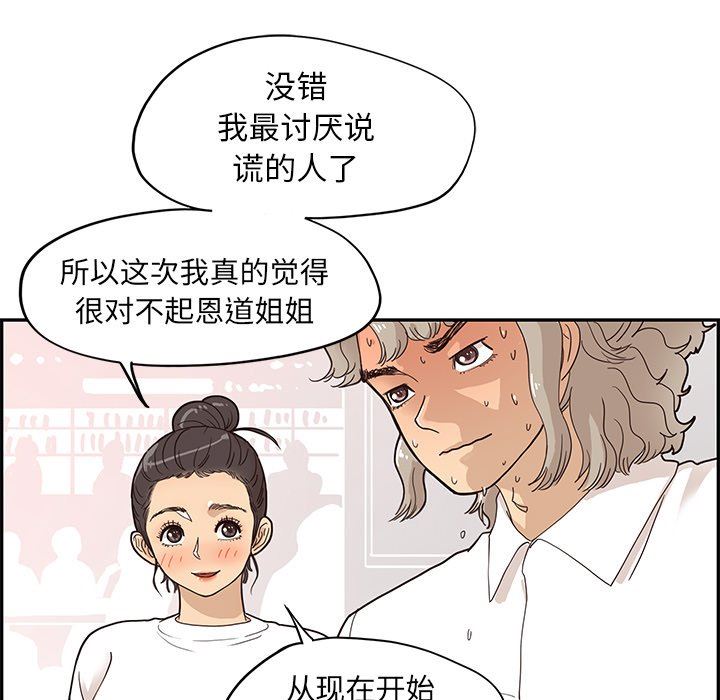 没错
我最讨厌说
谎的人了
所以这次我真的觉得
很对不起恩道姐姐
从现在开始